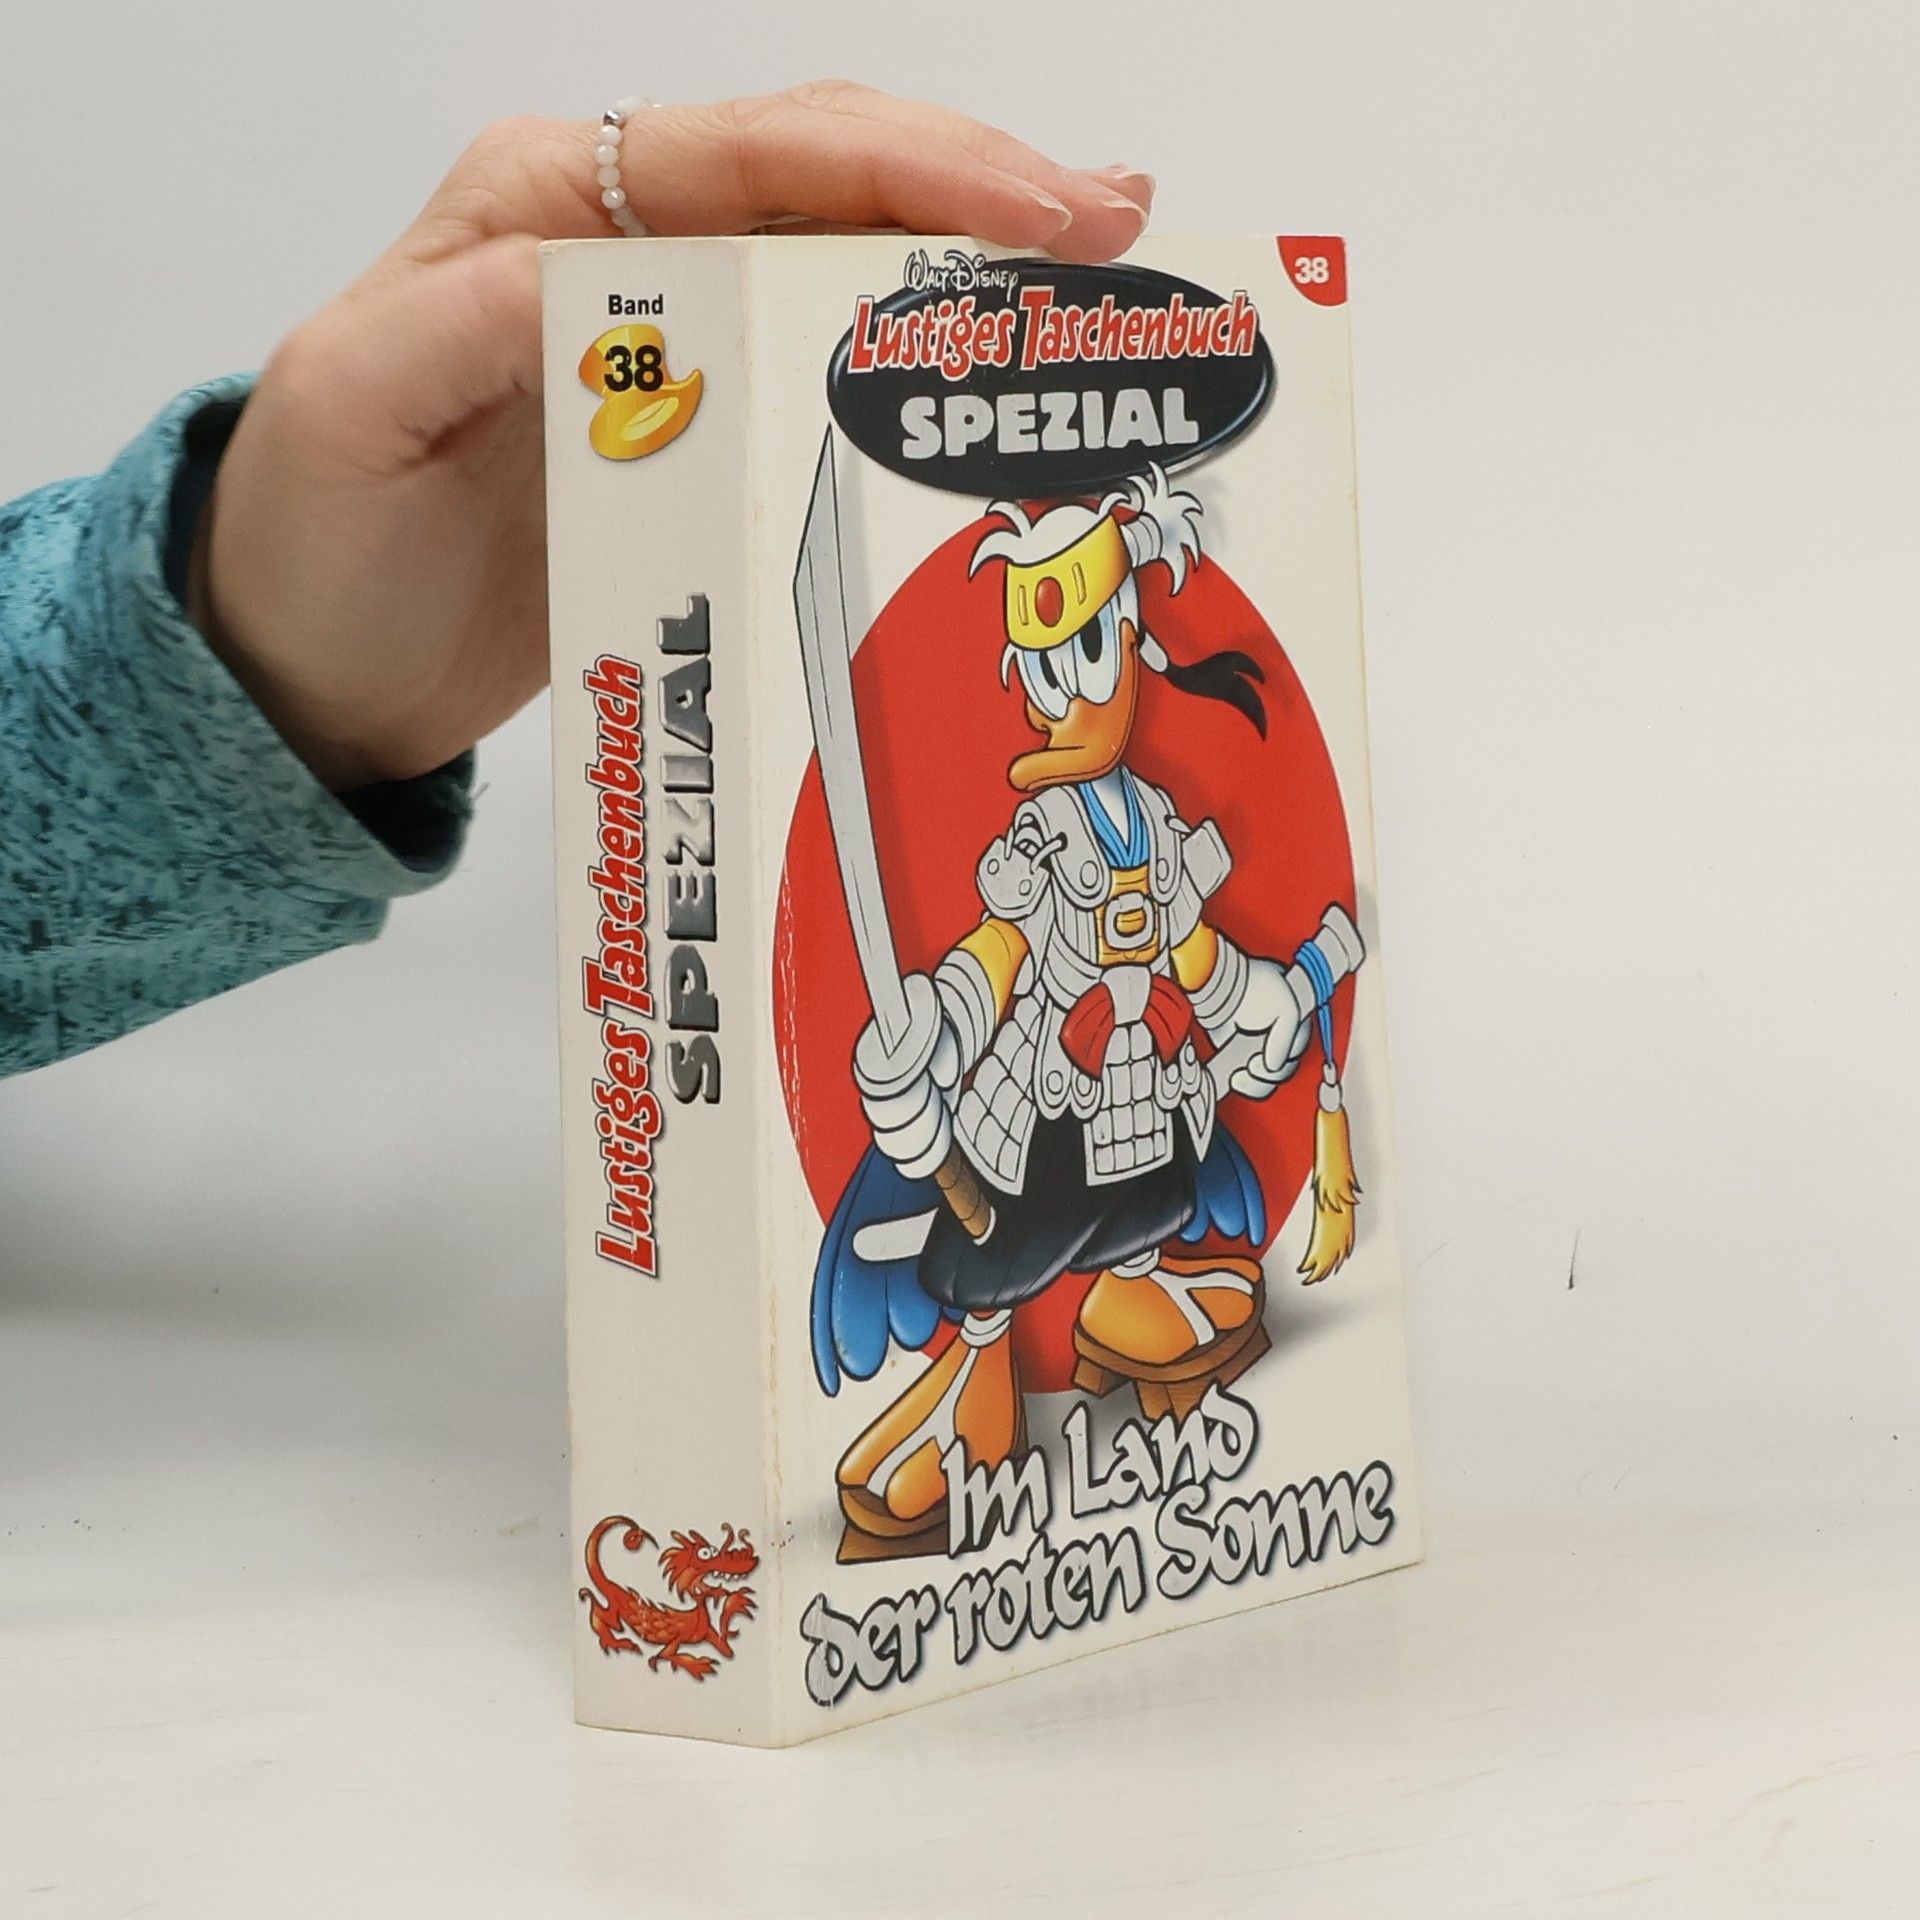 Band
38
Lustiges Taschenbuch
SPEZIAL
38
WALT DISNEY
Lustiges Taschenbuch
SPEZIAL
Im Land
der roten Sonne